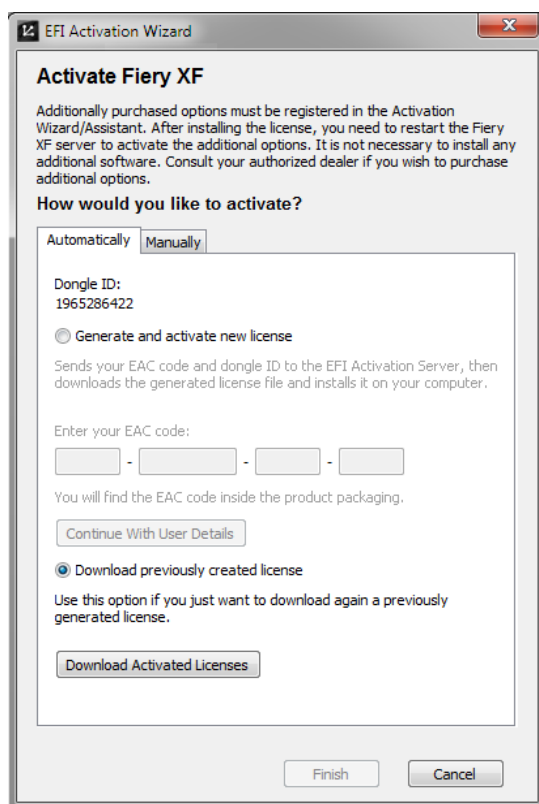 EFI Activation Wizard
Activate Fiery XF
Additionally purchased options must be registered in the Activation
Wizard/Assistant. After installing the license, you need to restart the Fiery
XF server to activate the additional options. It is not necessary to install any
additional software. Consult your authorized dealer if you wish to purchase
additional options.
How would you like to activate?
Automatically Manually
Dongle ID:
1965286422
Generate and activate new license
Sends your EAC code and dongle ID to the EFI Activation Server, then
downloads the generated license file and installs it on your computer.
Enter your EAC code:
- - -
You will find the EAC code inside the product packaging.
Continue With User Details
Download previously created license
Use this option if you just want to download again a previously
generated license.
Download Activated Licenses
Finish Cancel